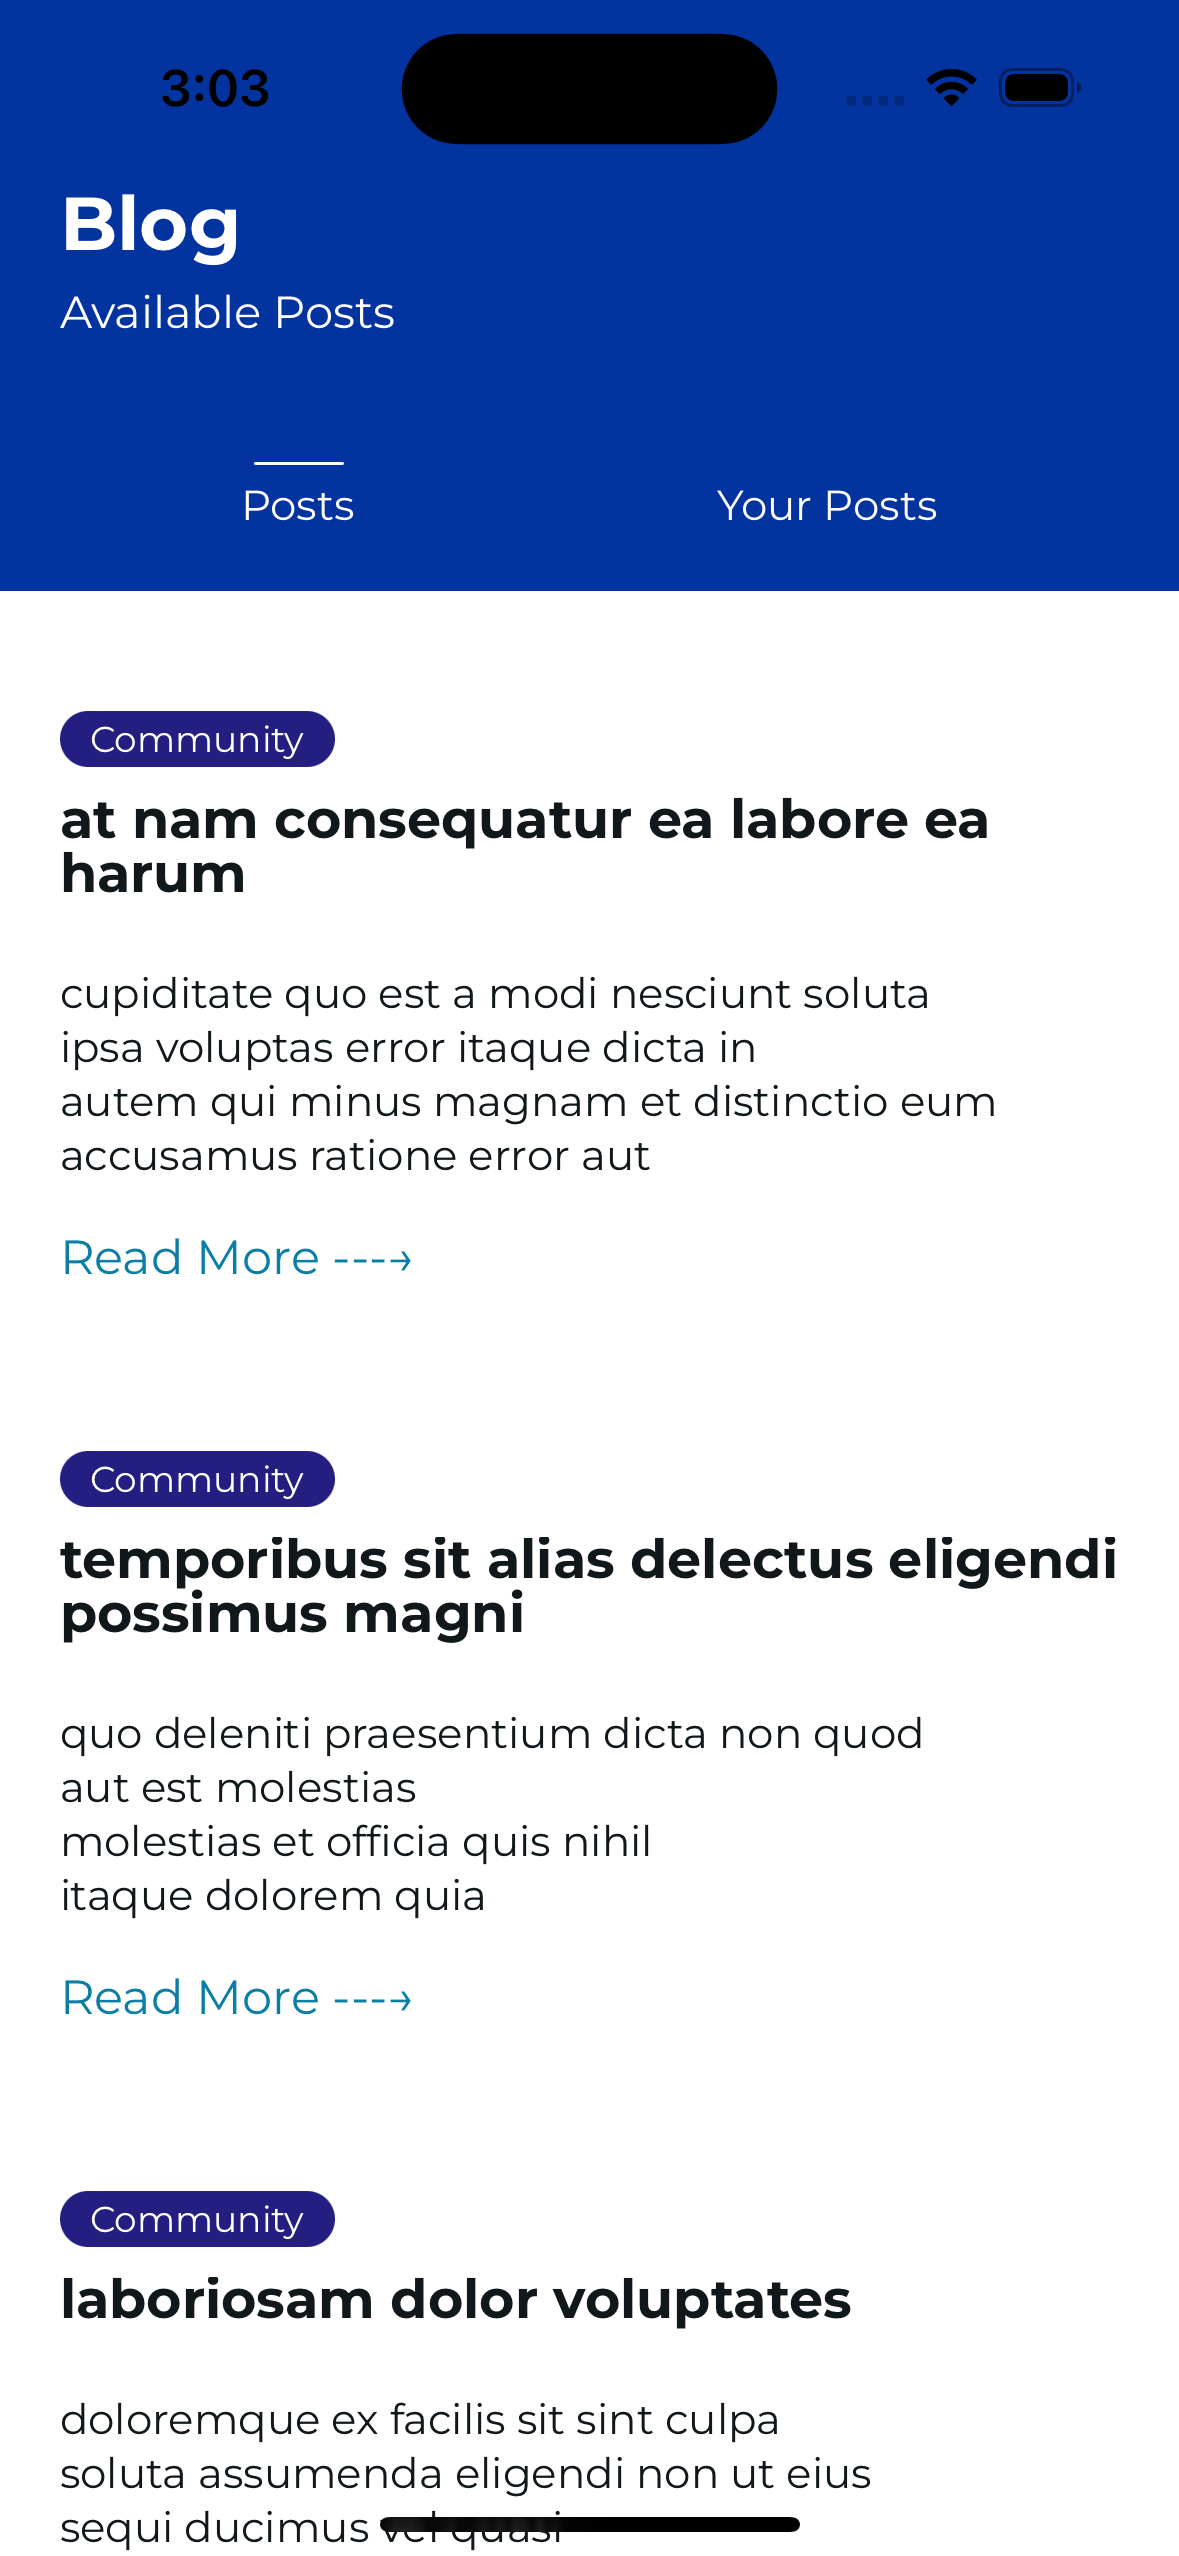 3:03
Blog
Available Posts
Posts
Your Posts
Community
at nam consequatur ea labore ea
harum
cupiditate quo est a modi nesciunt soluta
ipsa voluptas error itaque dicta in
autem qui minus magnam et distinctio eum
accusamus ratione error aut
Read More ---→
Community
temporibus sit alias delectus eligendi
possimus magni
quo deleniti praesentium dicta non quod
aut est molestias
molestias et officia quis nihil
itaque dolorem quia
Read More ---→
Community
laboriosam dolor voluptates
doloremque ex facilis sit sint culpa
soluta assumenda eligendi non ut eius
sequi ducimus vel quasi